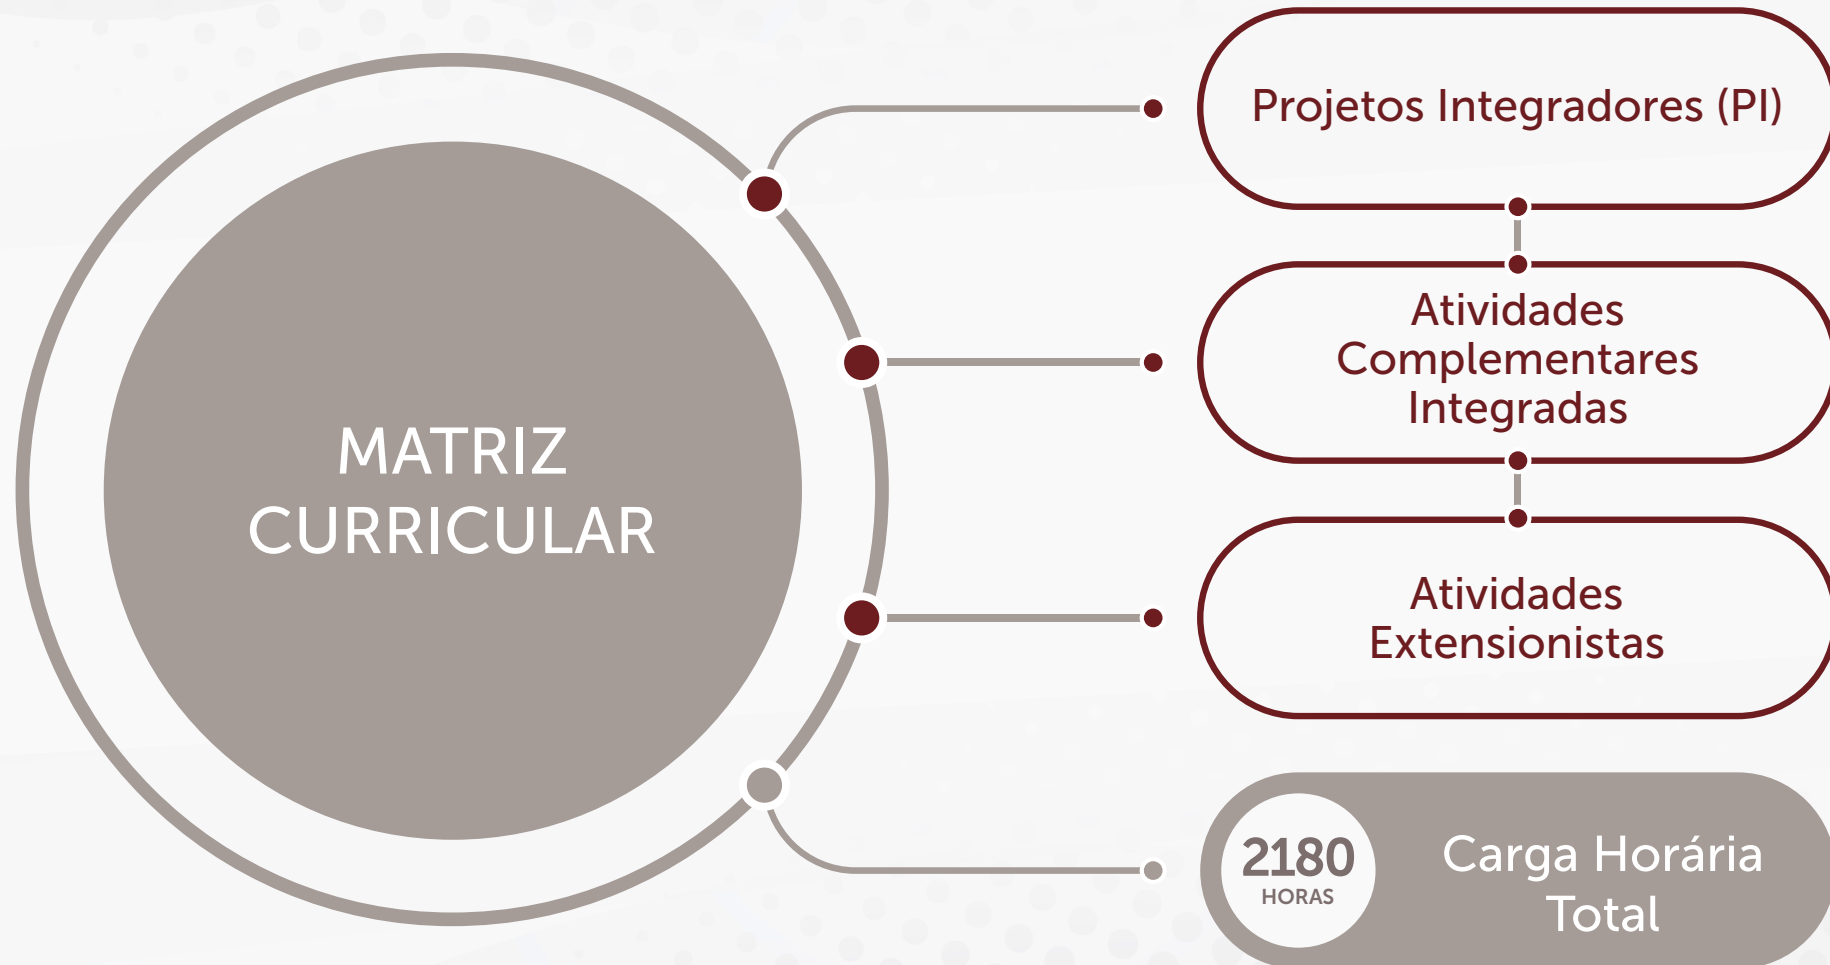 MATRIZ
CURRICULAR
Projetos Integradores (PI)
Atividades
Complementares
Integradas
Atividades
Extensionistas
2180
HORAS
Carga Horária
Total